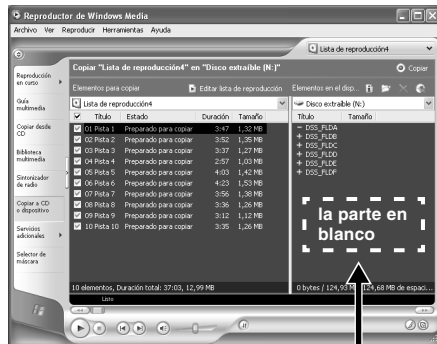 Reproductor de Windows Media
Archivo Ver Reproducir Herramientas Ayuda
Lista de reproducción4
Copiar "Lista de reproducción4" en "Disco extraíble (N:)"
Copiar
Elementos para copiar
Editar lista de reproducción
Elementos en el disp...
Lista de reproducción4
Disco extraíble (N:)
Título Estado Duración Tamaño
Título Tamaño
01 Pista 1 Preparado para copiar 3:47 1,32 MB
02 Pista 2 Preparado para copiar 3:52 1,35 MB
03 Pista 3 Preparado para copiar 3:37 1,27 MB
04 Pista 4 Preparado para copiar 2:57 1,03 MB
05 Pista 5 Preparado para copiar 4:03 1,42 MB
06 Pista 6 Preparado para copiar 4:23 1,53 MB
07 Pista 7 Preparado para copiar 3:56 1,38 MB
08 Pista 8 Preparado para copiar 3:36 1,26 MB
09 Pista 9 Preparado para copiar 3:12 1,12 MB
10 Pista 10 Preparado para copiar 3:35 1,26 MB
DSS_FLDA
DSS_FLDB
DSS_FLDC
DSS_FLDD
DSS_FLDE
DSS_FLDF
la parte en
blanco
10 elementos, Duración total: 37:03, 12,99 MB
0 bytes / 124,93 M 124,68 MB de espaci...
Listo
Reproducción
en curso
Guía
multimedia
Copiar desde
CD
Biblioteca
multimedia
Sintonizador
de radio
Copiar a CD
o dispositivo
Servicios
adicionales
Selector de
máscara